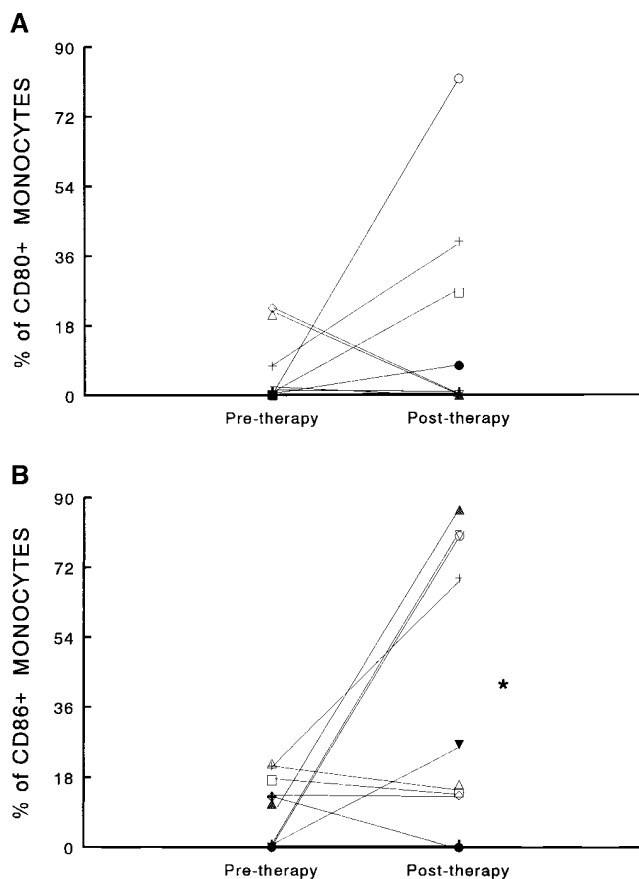 A
% of CD80+ MONOCYTES
90
72
54
36
18
0
Pre-therapy Post-therapy
B
% of CD86+ MONOCYTES
90
72
54
36
18
0
*
Pre-therapy Post-therapy